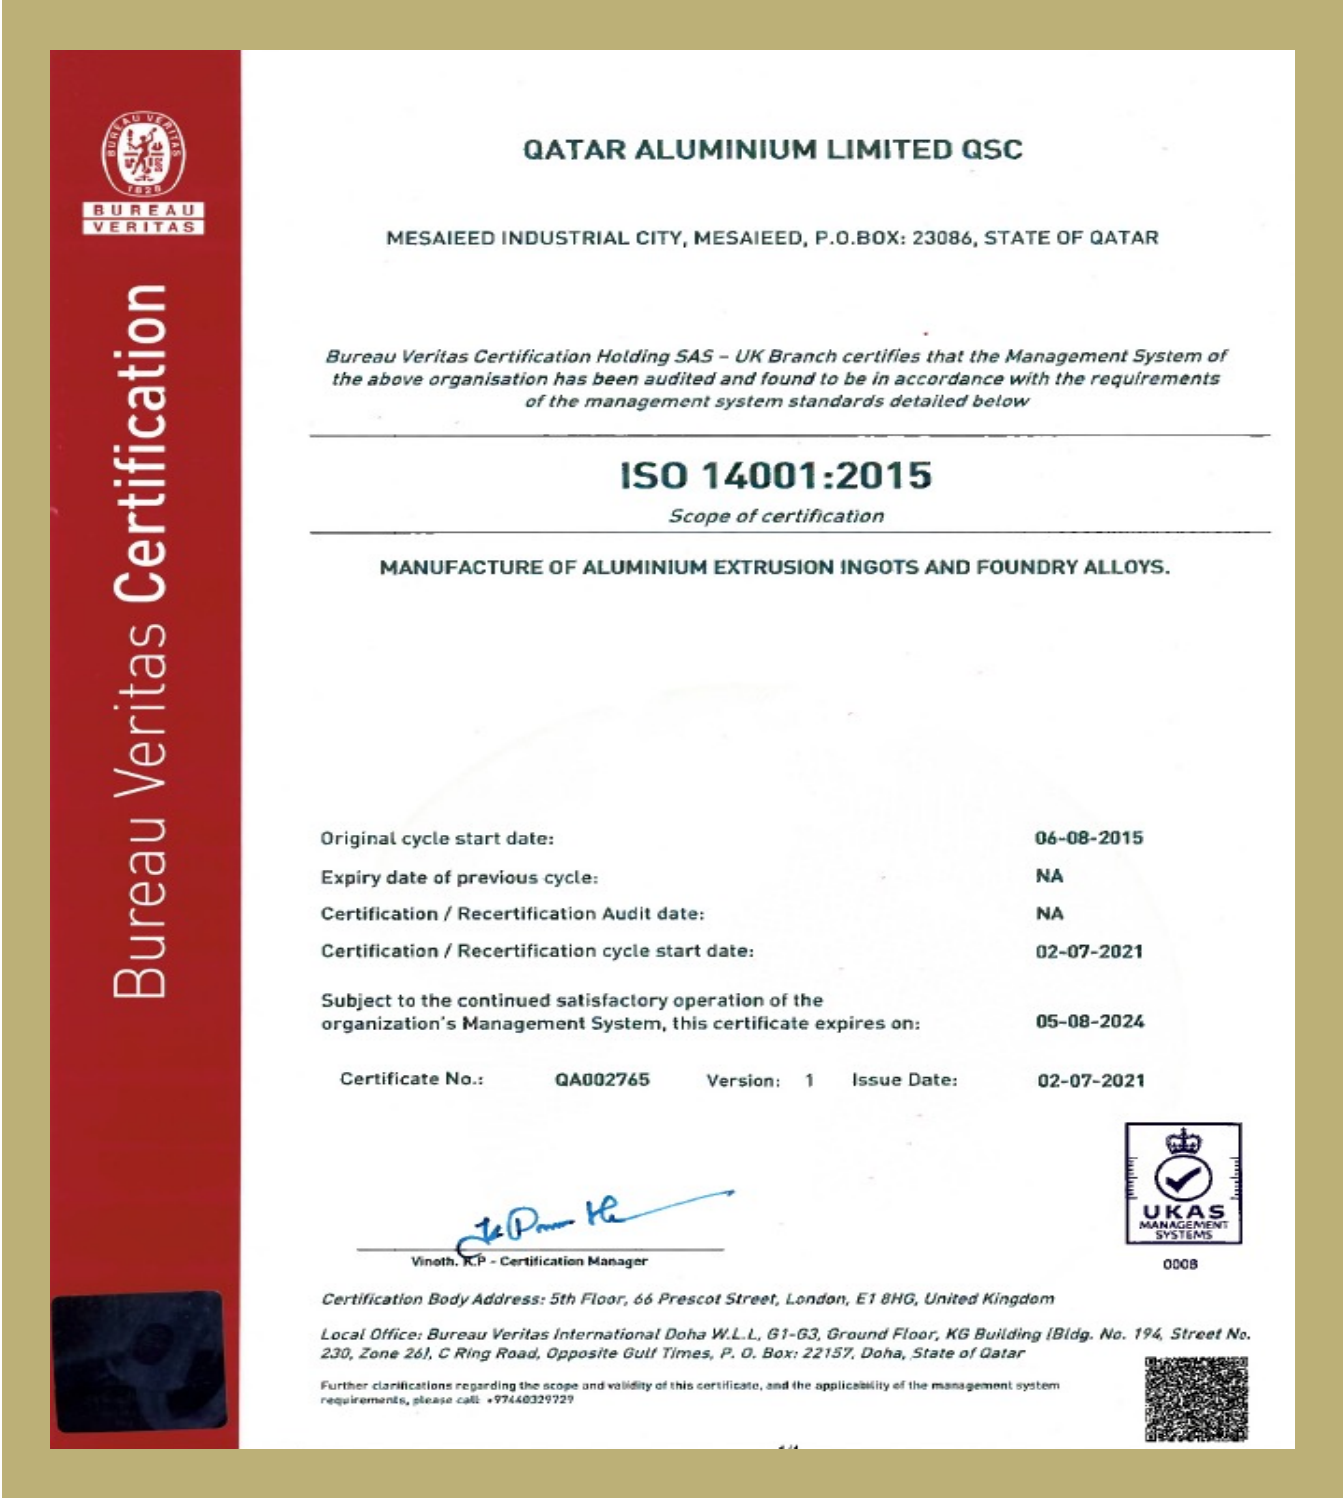 BUREAU VERITAS
1828
BUREAU
VERITAS
Bureau Veritas Certification
QATAR ALUMINIUM LIMITED QSC
MESAIEED INDUSTRIAL CITY, MESAIEED, P.O.BOX: 23086, STATE OF QATAR
Bureau Veritas Certification Holding SAS – UK Branch certifies that the Management System of
the above organisation has been audited and found to be in accordance with the requirements
of the management system standards detailed below
ISO 14001:2015
Scope of certification
MANUFACTURE OF ALUMINIUM EXTRUSION INGOTS AND FOUNDRY ALLOYS.
Original cycle start date: 06-08-2015
Expiry date of previous cycle: NA
Certification / Recertification Audit date: NA
Certification / Recertification cycle start date: 02-07-2021
Subject to the continued satisfactory operation of the
organization's Management System, this certificate expires on: 05-08-2024
Certificate No.: QA002765 Version: 1 Issue Date: 02-07-2021
Vinoth. K.P - Certification Manager
UKAS
MANAGEMENT
SYSTEMS
0008
Certification Body Address: 5th Floor, 66 Prescot Street, London, E1 8HG, United Kingdom
Local Office: Bureau Veritas International Doha W.L.L, G1-G3, Ground Floor, KG Building (Bldg. No. 194, Street No.
230, Zone 26), C Ring Road, Opposite Gulf Times, P. O. Box: 22157, Doha, State of Qatar
Further clarifications regarding the scope and validity of this certificate, and the applicability of the management system
requirements, please call: +97440329729